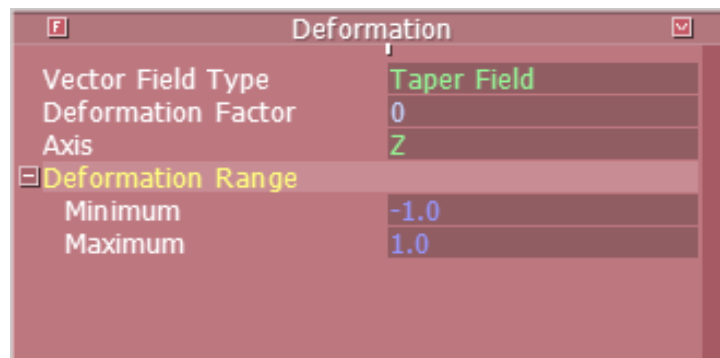 F Deformation
Vector Field Type Taper Field
Deformation Factor 0
Axis Z
Deformation Range
Minimum -1.0
Maximum 1.0